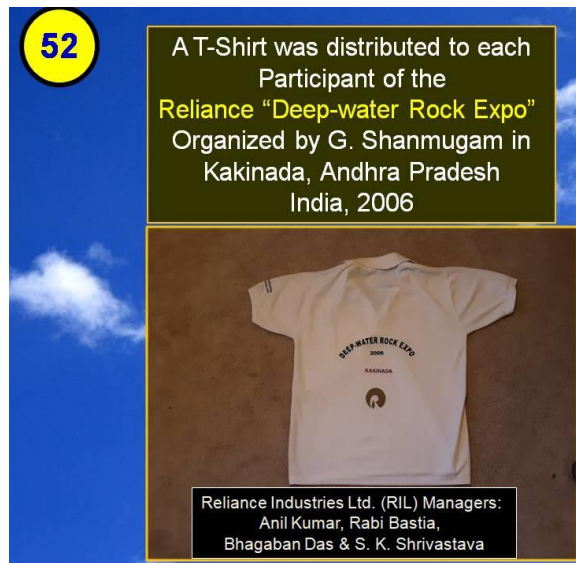 52
A T-Shirt was distributed to each
Participant of the
Reliance “Deep-water Rock Expo”
Organized by G. Shanmugam in
Kakinada, Andhra Pradesh
India, 2006
DEEP-WATER ROCK EXPO
2006
KAKINADA
Reliance Industries Ltd. (RIL) Managers:
Anil Kumar, Rabi Bastia,
Bhagaban Das & S. K. Shrivastava